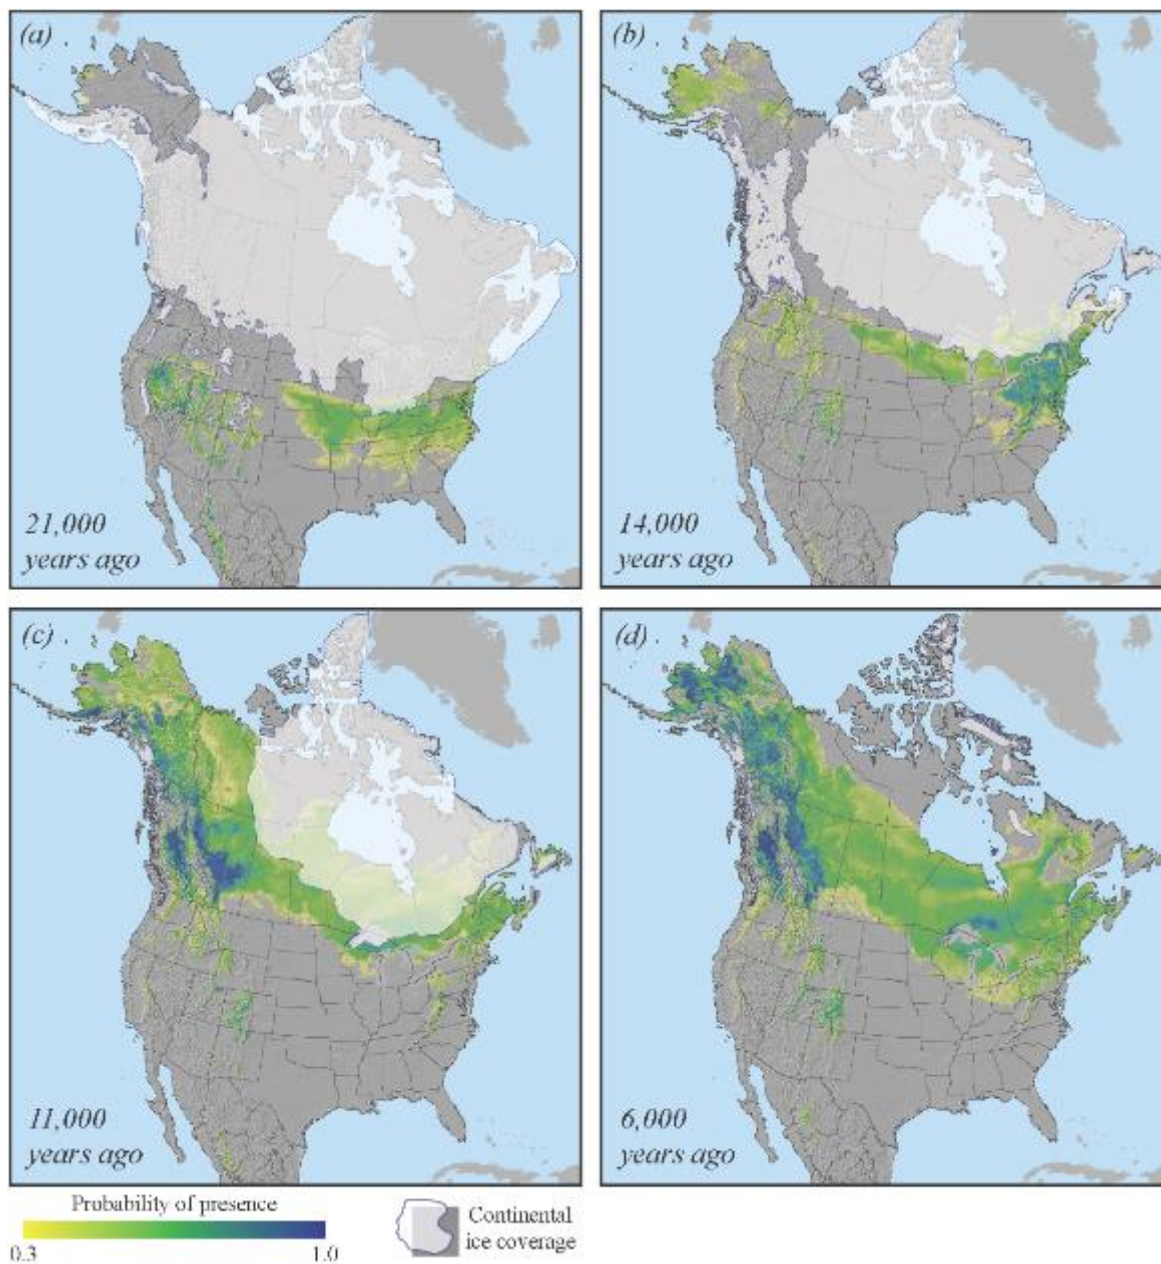 (a)
21,000
years ago
(b)
14,000
years ago
(c)
11,000
years ago
(d)
6,000
years ago
Probability of presence
0.3
1.0
Continental
ice coverage